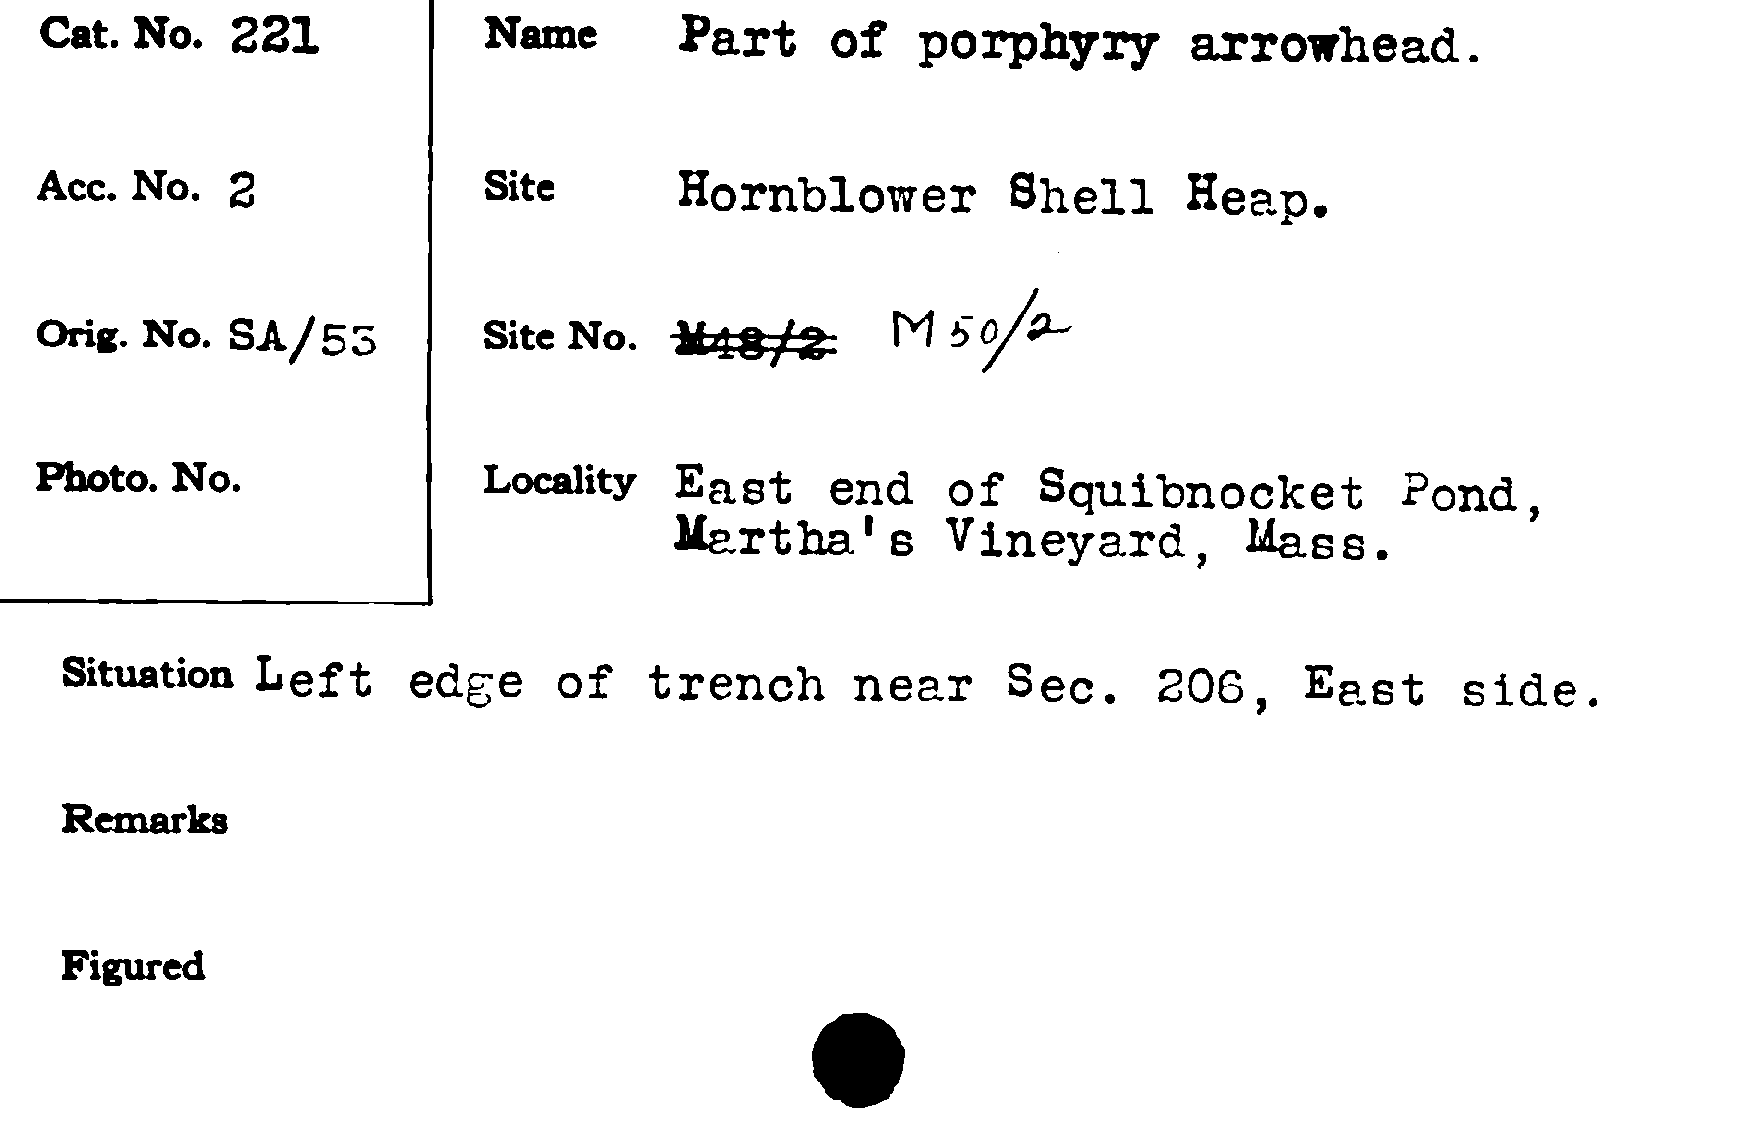 Cat. No. 221
Name Part of porphyry arrowhead.
Acc. No. 2
Site Hornblower Shell Heap.
Orig. No. SA/53
Site No. M48/2 M50/2
Photo. No.
Locality East end of Squibnocket Pond,
Martha's Vineyard, Mass.
Situation Left edge of trench near Sec. 206, East side.
Remarks
Figured